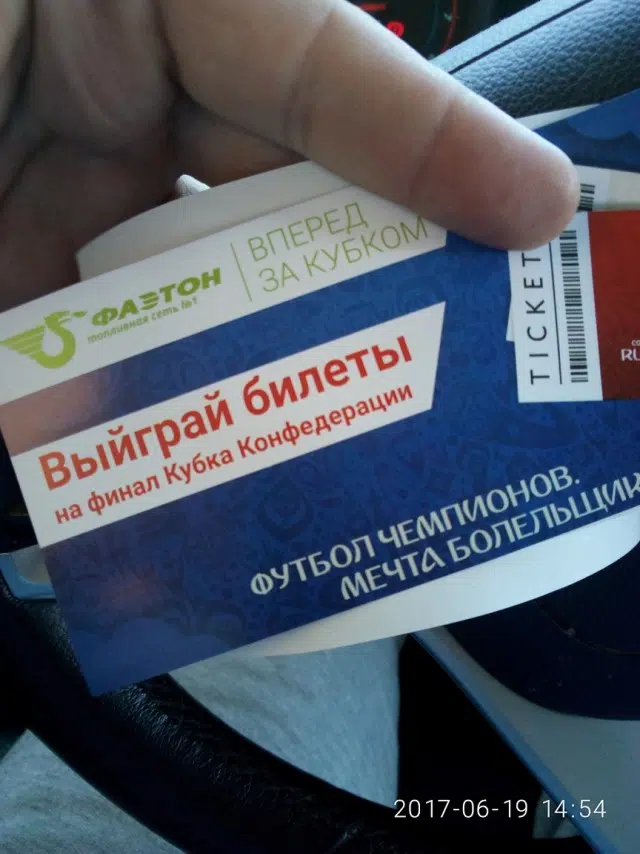 ФАЭТОН
топливная сеть №1
ВПЕРЕД
ЗА КУБКОМ
Выйграй билеты
на финал Кубка Конфедерации
ФУТБОЛ ЧЕМПИОНОВ.
МЕЧТА БОЛЕЛЬЩИК
TICKET
2017-06-19 14:54